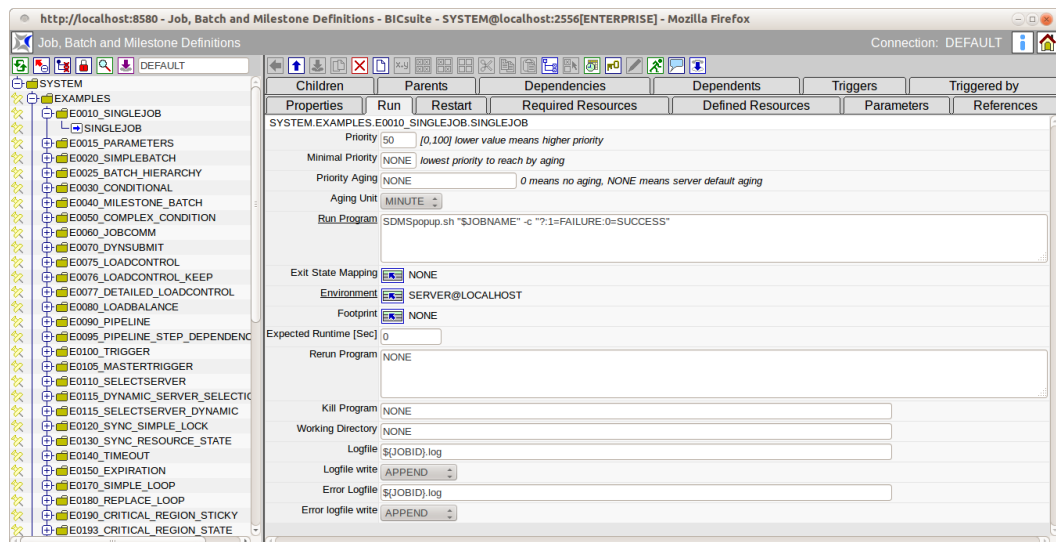 http://localhost:8580 - Job, Batch and Milestone Definitions - BICsuite - SYSTEM@localhost:2556[ENTERPRISE] - Mozilla Firefox
Job, Batch and Milestone Definitions
Connection: DEFAULT
DEFAULT
SYSTEM
EXAMPLES
E0010_SINGLEJOB
SINGLEJOB
E0015_PARAMETERS
E0020_SIMPLEBATCH
E0025_BATCH_HIERARCHY
E0030_CONDITIONAL
E0040_MILESTONE_BATCH
E0050_COMPLEX_CONDITION
E0060_JOBCOMM
E0070_DYNSUBMIT
E0075_LOADCONTROL
E0076_LOADCONTROL_KEEP
E0077_DETAILED_LOADCONTROL
E0080_LOADBALANCE
E0090_PIPELINE
E0095_PIPELINE_STEP_DEPENDENC
E0100_TRIGGER
E0105_MASTERTRIGGER
E0110_SELECTSERVER
E0115_DYNAMIC_SERVER_SELECTIO
E0115_SELECTSERVER_DYNAMIC
E0120_SYNC_SIMPLE_LOCK
E0130_SYNC_RESOURCE_STATE
E0140_TIMEOUT
E0150_EXPIRATION
E0170_SIMPLE_LOOP
E0180_REPLACE_LOOP
E0190_CRITICAL_REGION_STICKY
E0193_CRITICAL_REGION_STATE
Children Parents Dependencies Dependents Triggers Triggered by
Properties Run Restart Required Resources Defined Resources Parameters References
SYSTEM.EXAMPLES.E0010_SINGLEJOB.SINGLEJOB
Priority 50 [0,100] lower value means higher priority
Minimal Priority NONE lowest priority to reach by aging
Priority Aging NONE 0 means no aging, NONE means server default aging
Aging Unit MINUTE
Run Program SDMSpopup.sh "$JOBNAME" -c "?:1=FAILURE:0=SUCCESS"
Exit State Mapping NONE
Environment SERVER@LOCALHOST
Footprint NONE
Expected Runtime [Sec] 0
Rerun Program NONE
Kill Program NONE
Working Directory NONE
Logfile ${JOBID}.log
Logfile write APPEND
Error Logfile ${JOBID}.log
Error logfile write APPEND